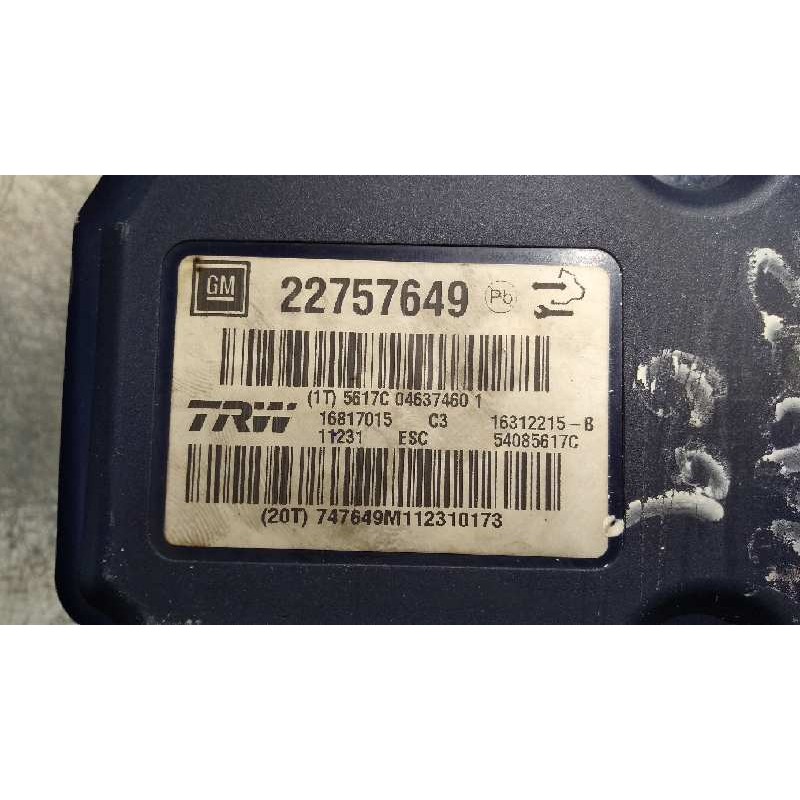 GM 22757649 Pb
(1T) 5617C 04637460 1
TRW 16817015 C3 16312215-B
11231 ESC 54085617C
(20T) 747649M112310173